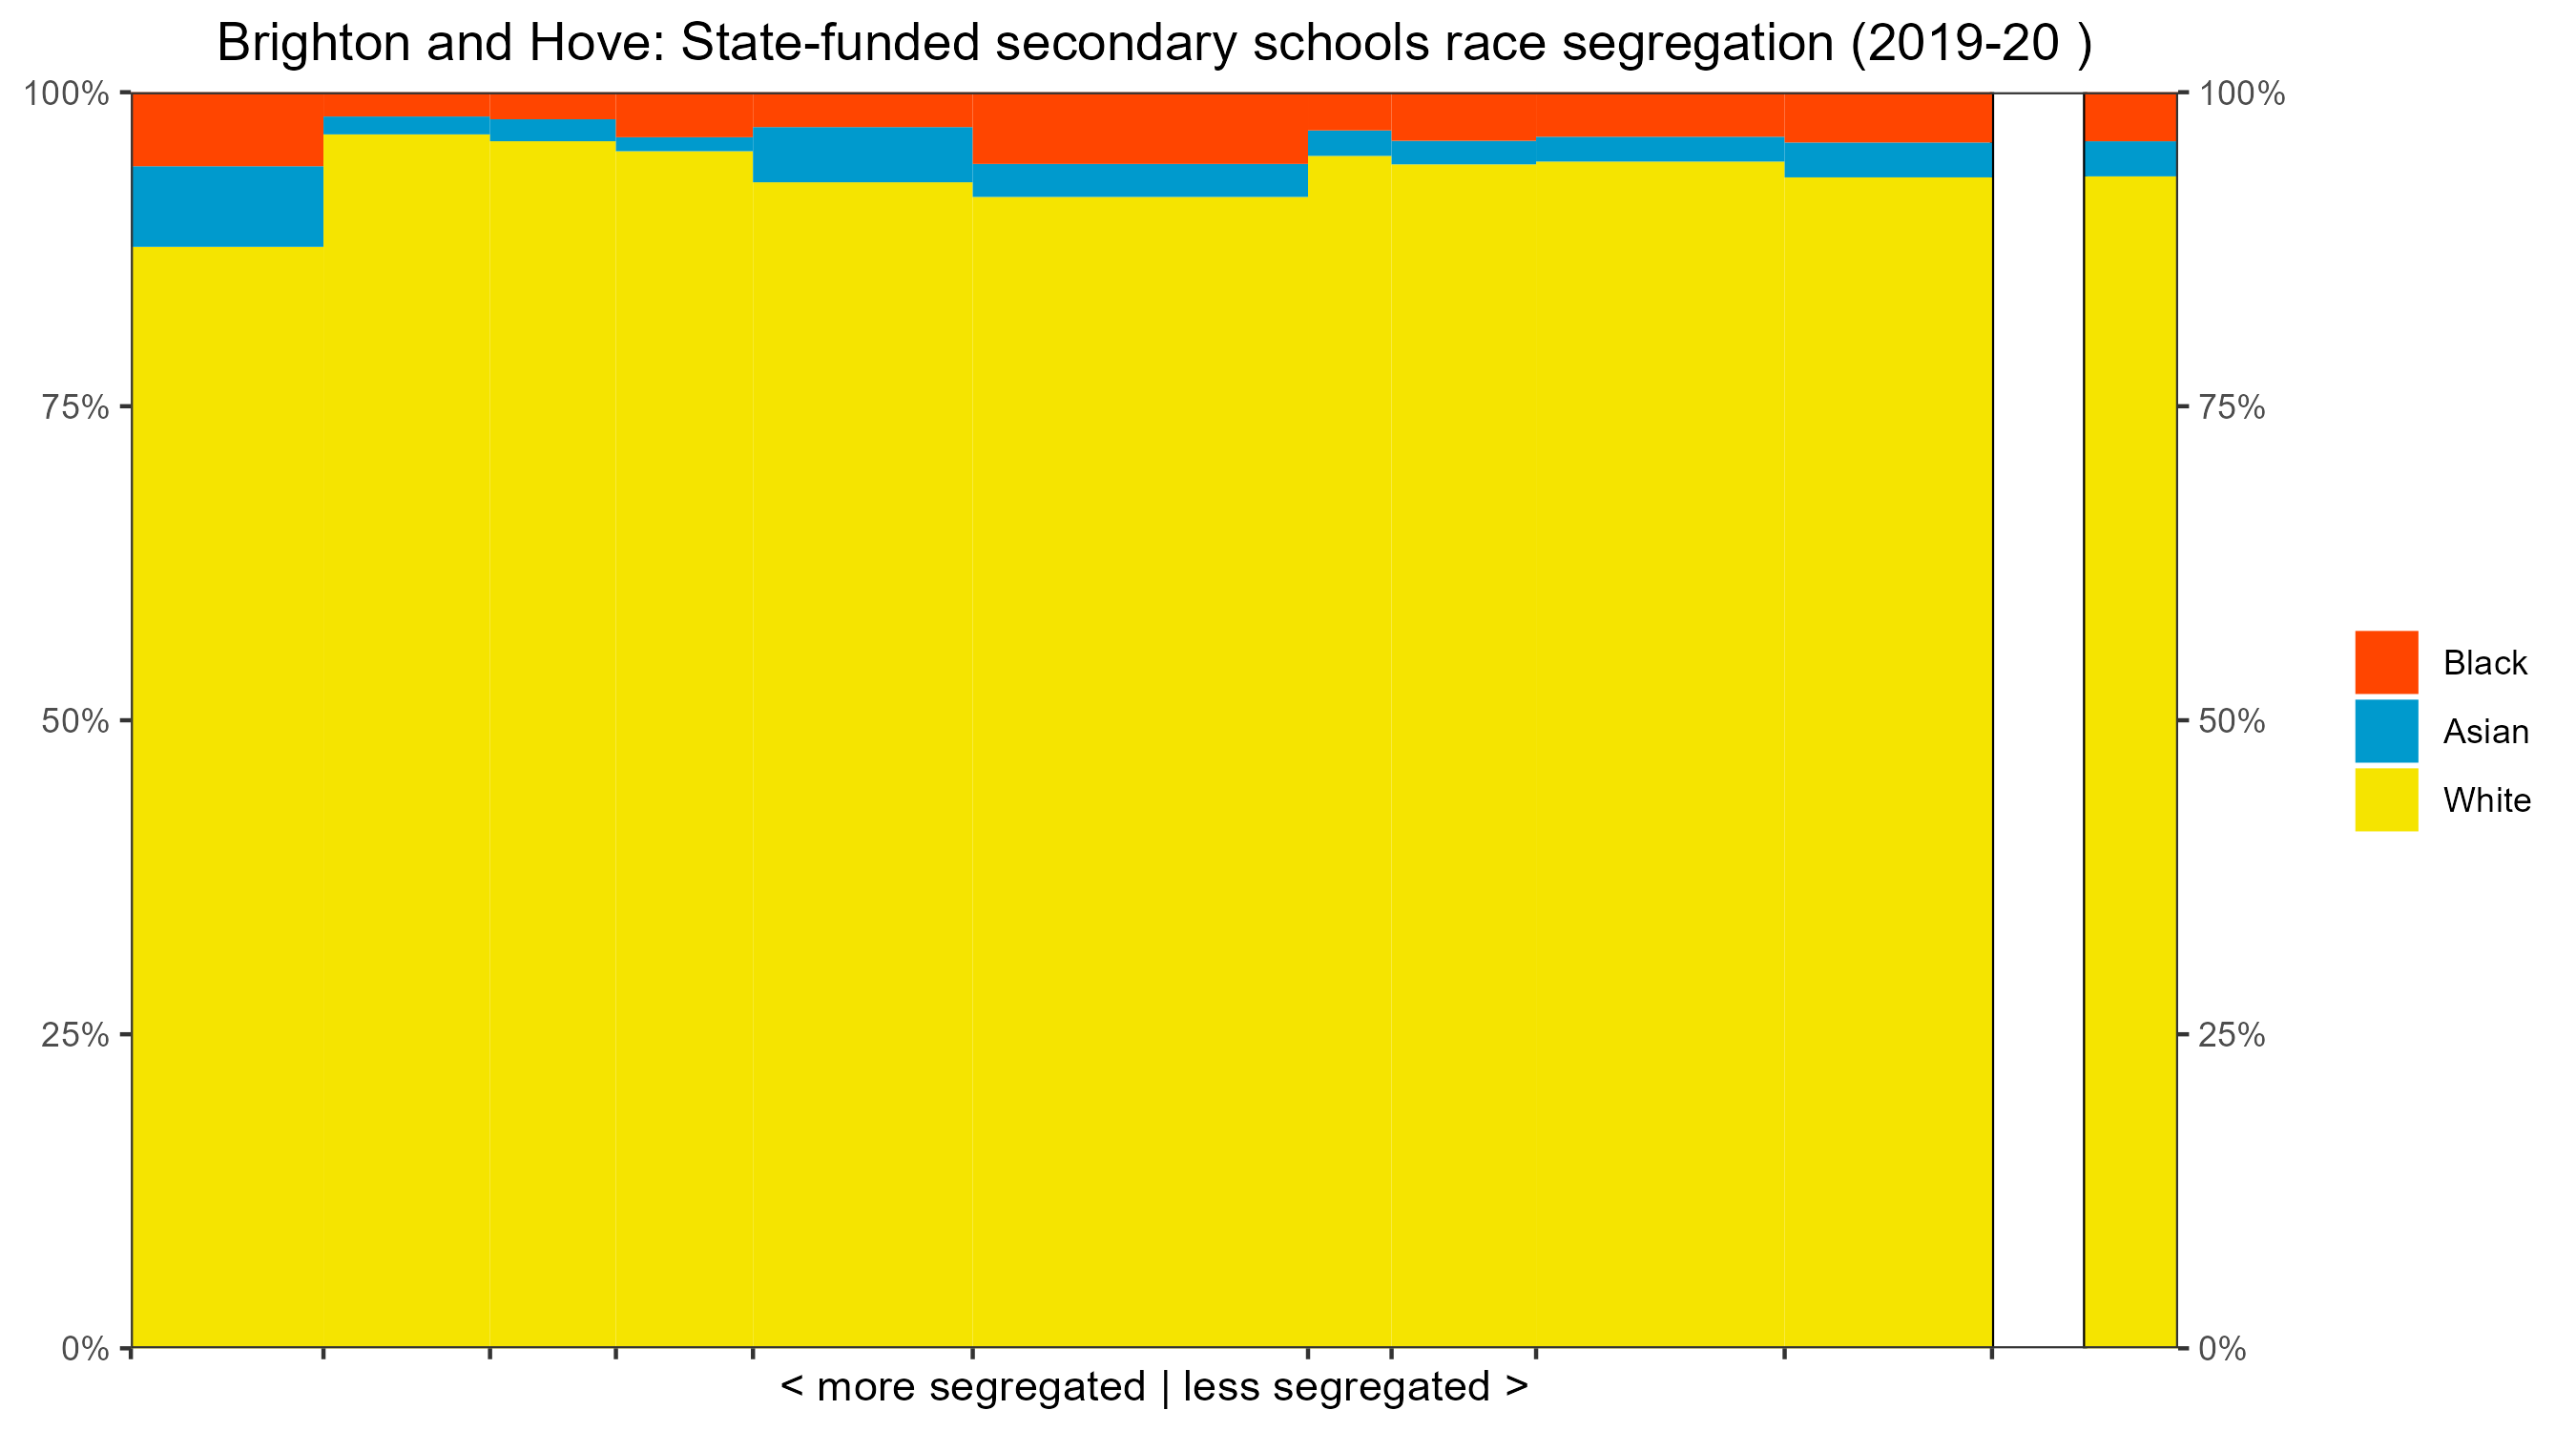 Brighton and Hove: State-funded secondary schools race segregation (2019-20 )
100%
75%
50%
25%
0%
100%
75%
50%
25%
0%
Black
Asian
White
< more segregated | less segregated >